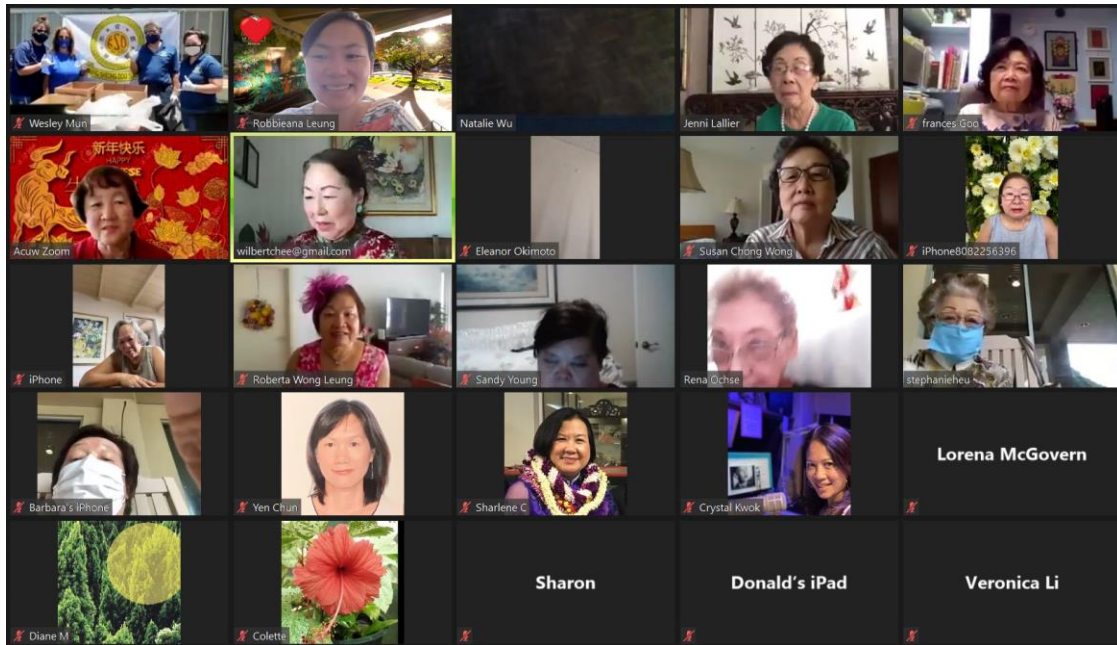 Wesley Mun
Robbieana Leung
Natalie Wu
Jenni Lallier
frances Goo
新年快乐
HAPPY
Acuw Zoom
wilbertchee@gmail.com
Eleanor Okimoto
Susan Chong Wong
iPhone8082256396
iPhone
Roberta Wong Leung
Sandy Young
Rena Ochse
stephanieheu
Barbara's iPhone
Yen Chun
Sharlene C
Crystal Kwok
Lorena McGovern
Diane M
Colette
Sharon
Donald's iPad
Veronica Li